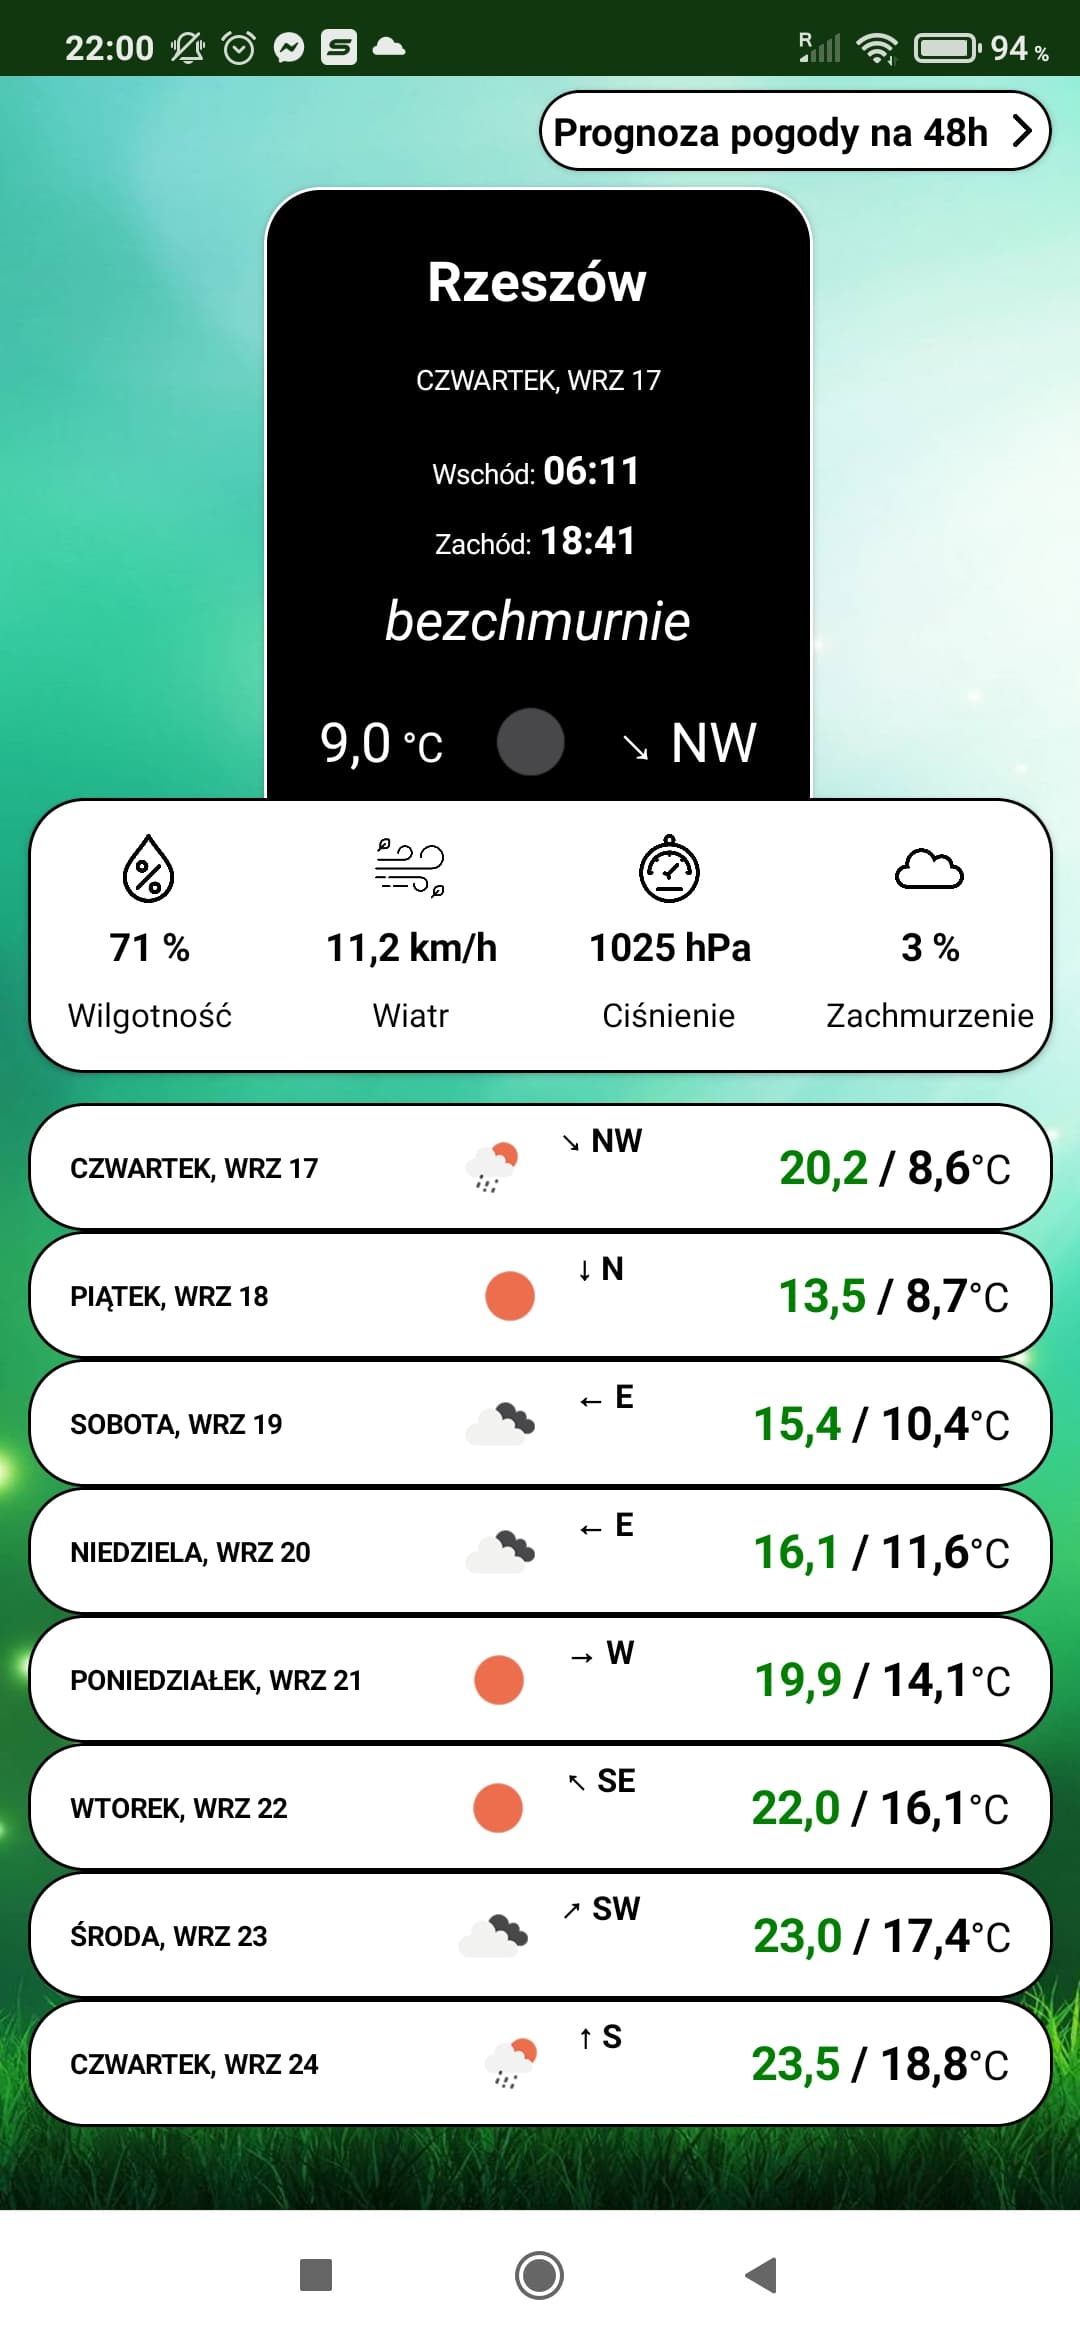 22:00 R 94 %
Prognoza pogody na 48h
Rzeszów
CZWARTEK, WRZ 17
Wschód: 06:11
Zachód: 18:41
bezchmurnie
9,0 °C ↘ NW
71 % 11,2 km/h 1025 hPa 3 %
Wilgotność Wiatr Ciśnienie Zachmurzenie
CZWARTEK, WRZ 17 ↘ NW 20,2 / 8,6°C
PIĄTEK, WRZ 18 ↓ N 13,5 / 8,7°C
SOBOTA, WRZ 19 ← E 15,4 / 10,4°C
NIEDZIELA, WRZ 20 ← E 16,1 / 11,6°C
PONIEDZIAŁEK, WRZ 21 → W 19,9 / 14,1°C
WTOREK, WRZ 22 ↖ SE 22,0 / 16,1°C
ŚRODA, WRZ 23 ↗ SW 23,0 / 17,4°C
CZWARTEK, WRZ 24 ↑ S 23,5 / 18,8°C